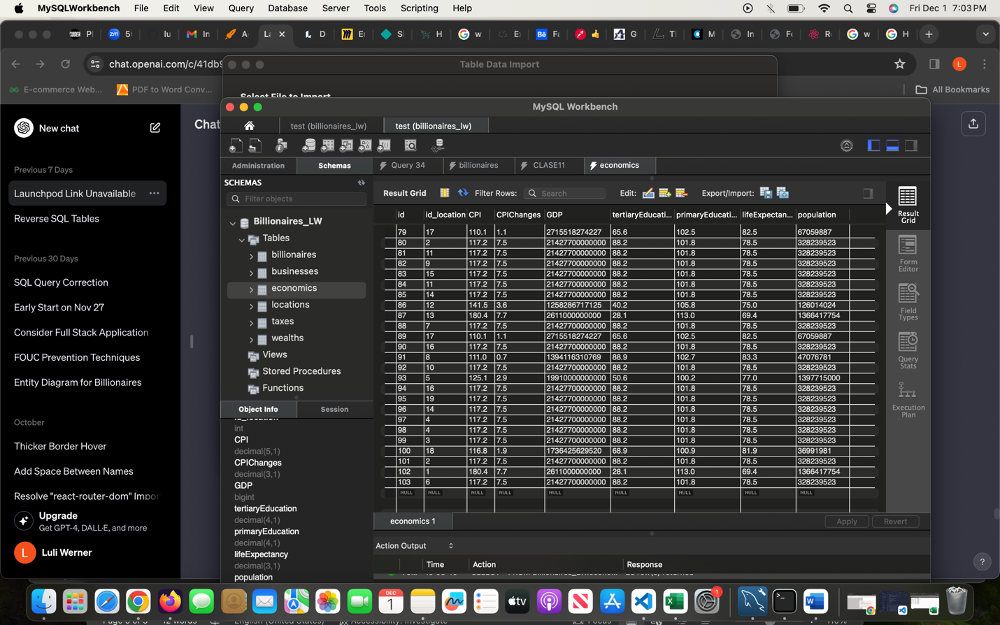 MySQLWorkbench File Edit View Query Database Server Tools Scripting Help Fri Dec 1 7:03 PM
chat.openai.com/c/41db9
Table Data Import
E-commerce Web... PDF to Word Conv... All Bookmarks
Select File to Import
New chat
Previous 7 Days
Launchpod Link Unavailable ...
Reverse SQL Tables
Previous 30 Days
SQL Query Correction
Early Start on Nov 27
Consider Full Stack Application
FOUC Prevention Techniques
Entity Diagram for Billionaires
October
Thicker Border Hover
Add Space Between Names
Resolve "react-router-dom" Impor
Upgrade
Get GPT-4, DALL·E, and more
L Luli Werner
Chat
MySQL Workbench
test (billionaires_lw) test (billionaires_lw)
Administration Schemas
Query 34 billionaires CLASE11 economics
SCHEMAS
Filter objects
Billionaires_LW
Tables
billionaires
businesses
economics
locations
taxes
wealths
Views
Stored Procedures
Functions
Object Info Session
id_location
int
CPI
decimal(5,1)
CPIChanges
decimal(3,1)
GDP
bigint
tertiaryEducation
decimal(4,1)
primaryEducation
decimal(4,1)
lifeExpectancy
decimal(3,1)
population
Result Grid Filter Rows: Search Edit: Export/Import:
id id_location CPI CPIChanges GDP tertiaryEducati... primaryEducati... lifeExpectan... population
79 17 110.1 1.1 2715518274227 65.6 102.5 82.5 67059887
80 2 117.2 7.5 21427700000000 88.2 101.8 78.5 328239523
81 11 117.2 7.5 21427700000000 88.2 101.8 78.5 328239523
82 9 117.2 7.5 21427700000000 88.2 101.8 78.5 328239523
83 15 117.2 7.5 21427700000000 88.2 101.8 78.5 328239523
84 11 117.2 7.5 21427700000000 88.2 101.8 78.5 328239523
85 14 117.2 7.5 21427700000000 88.2 101.8 78.5 328239523
86 12 141.5 3.6 1258286717125 40.2 105.8 75.0 126014024
87 13 180.4 7.7 2611000000000 28.1 113.0 69.4 1366417754
88 7 117.2 7.5 21427700000000 88.2 101.8 78.5 328239523
89 17 110.1 1.1 2715518274227 65.6 102.5 82.5 67059887
90 16 117.2 7.5 21427700000000 88.2 101.8 78.5 328239523
91 8 111.0 0.7 1394116310769 88.9 102.7 83.3 47076781
92 10 117.2 7.5 21427700000000 88.2 101.8 78.5 328239523
93 5 125.1 2.9 19910000000000 50.6 100.2 77.0 1397715000
94 16 117.2 7.5 21427700000000 88.2 101.8 78.5 328239523
95 19 117.2 7.5 21427700000000 88.2 101.8 78.5 328239523
96 14 117.2 7.5 21427700000000 88.2 101.8 78.5 328239523
97 4 117.2 7.5 21427700000000 88.2 101.8 78.5 328239523
98 4 117.2 7.5 21427700000000 88.2 101.8 78.5 328239523
99 3 117.2 7.5 21427700000000 88.2 101.8 78.5 328239523
100 18 116.8 1.9 1736425629520 68.9 100.9 81.9 36991981
101 2 117.2 7.5 21427700000000 88.2 101.8 78.5 328239523
102 1 180.4 7.7 2611000000000 28.1 113.0 69.4 1366417754
103 6 117.2 7.5 21427700000000 88.2 101.8 78.5 328239523
NULL NULL NULL NULL NULL NULL NULL NULL NULL
Result Grid
Form Editor
Field Types
Query Stats
Execution Plan
economics 1 Apply Revert
Action Output
Time Action Response
DEC
1
tv
1